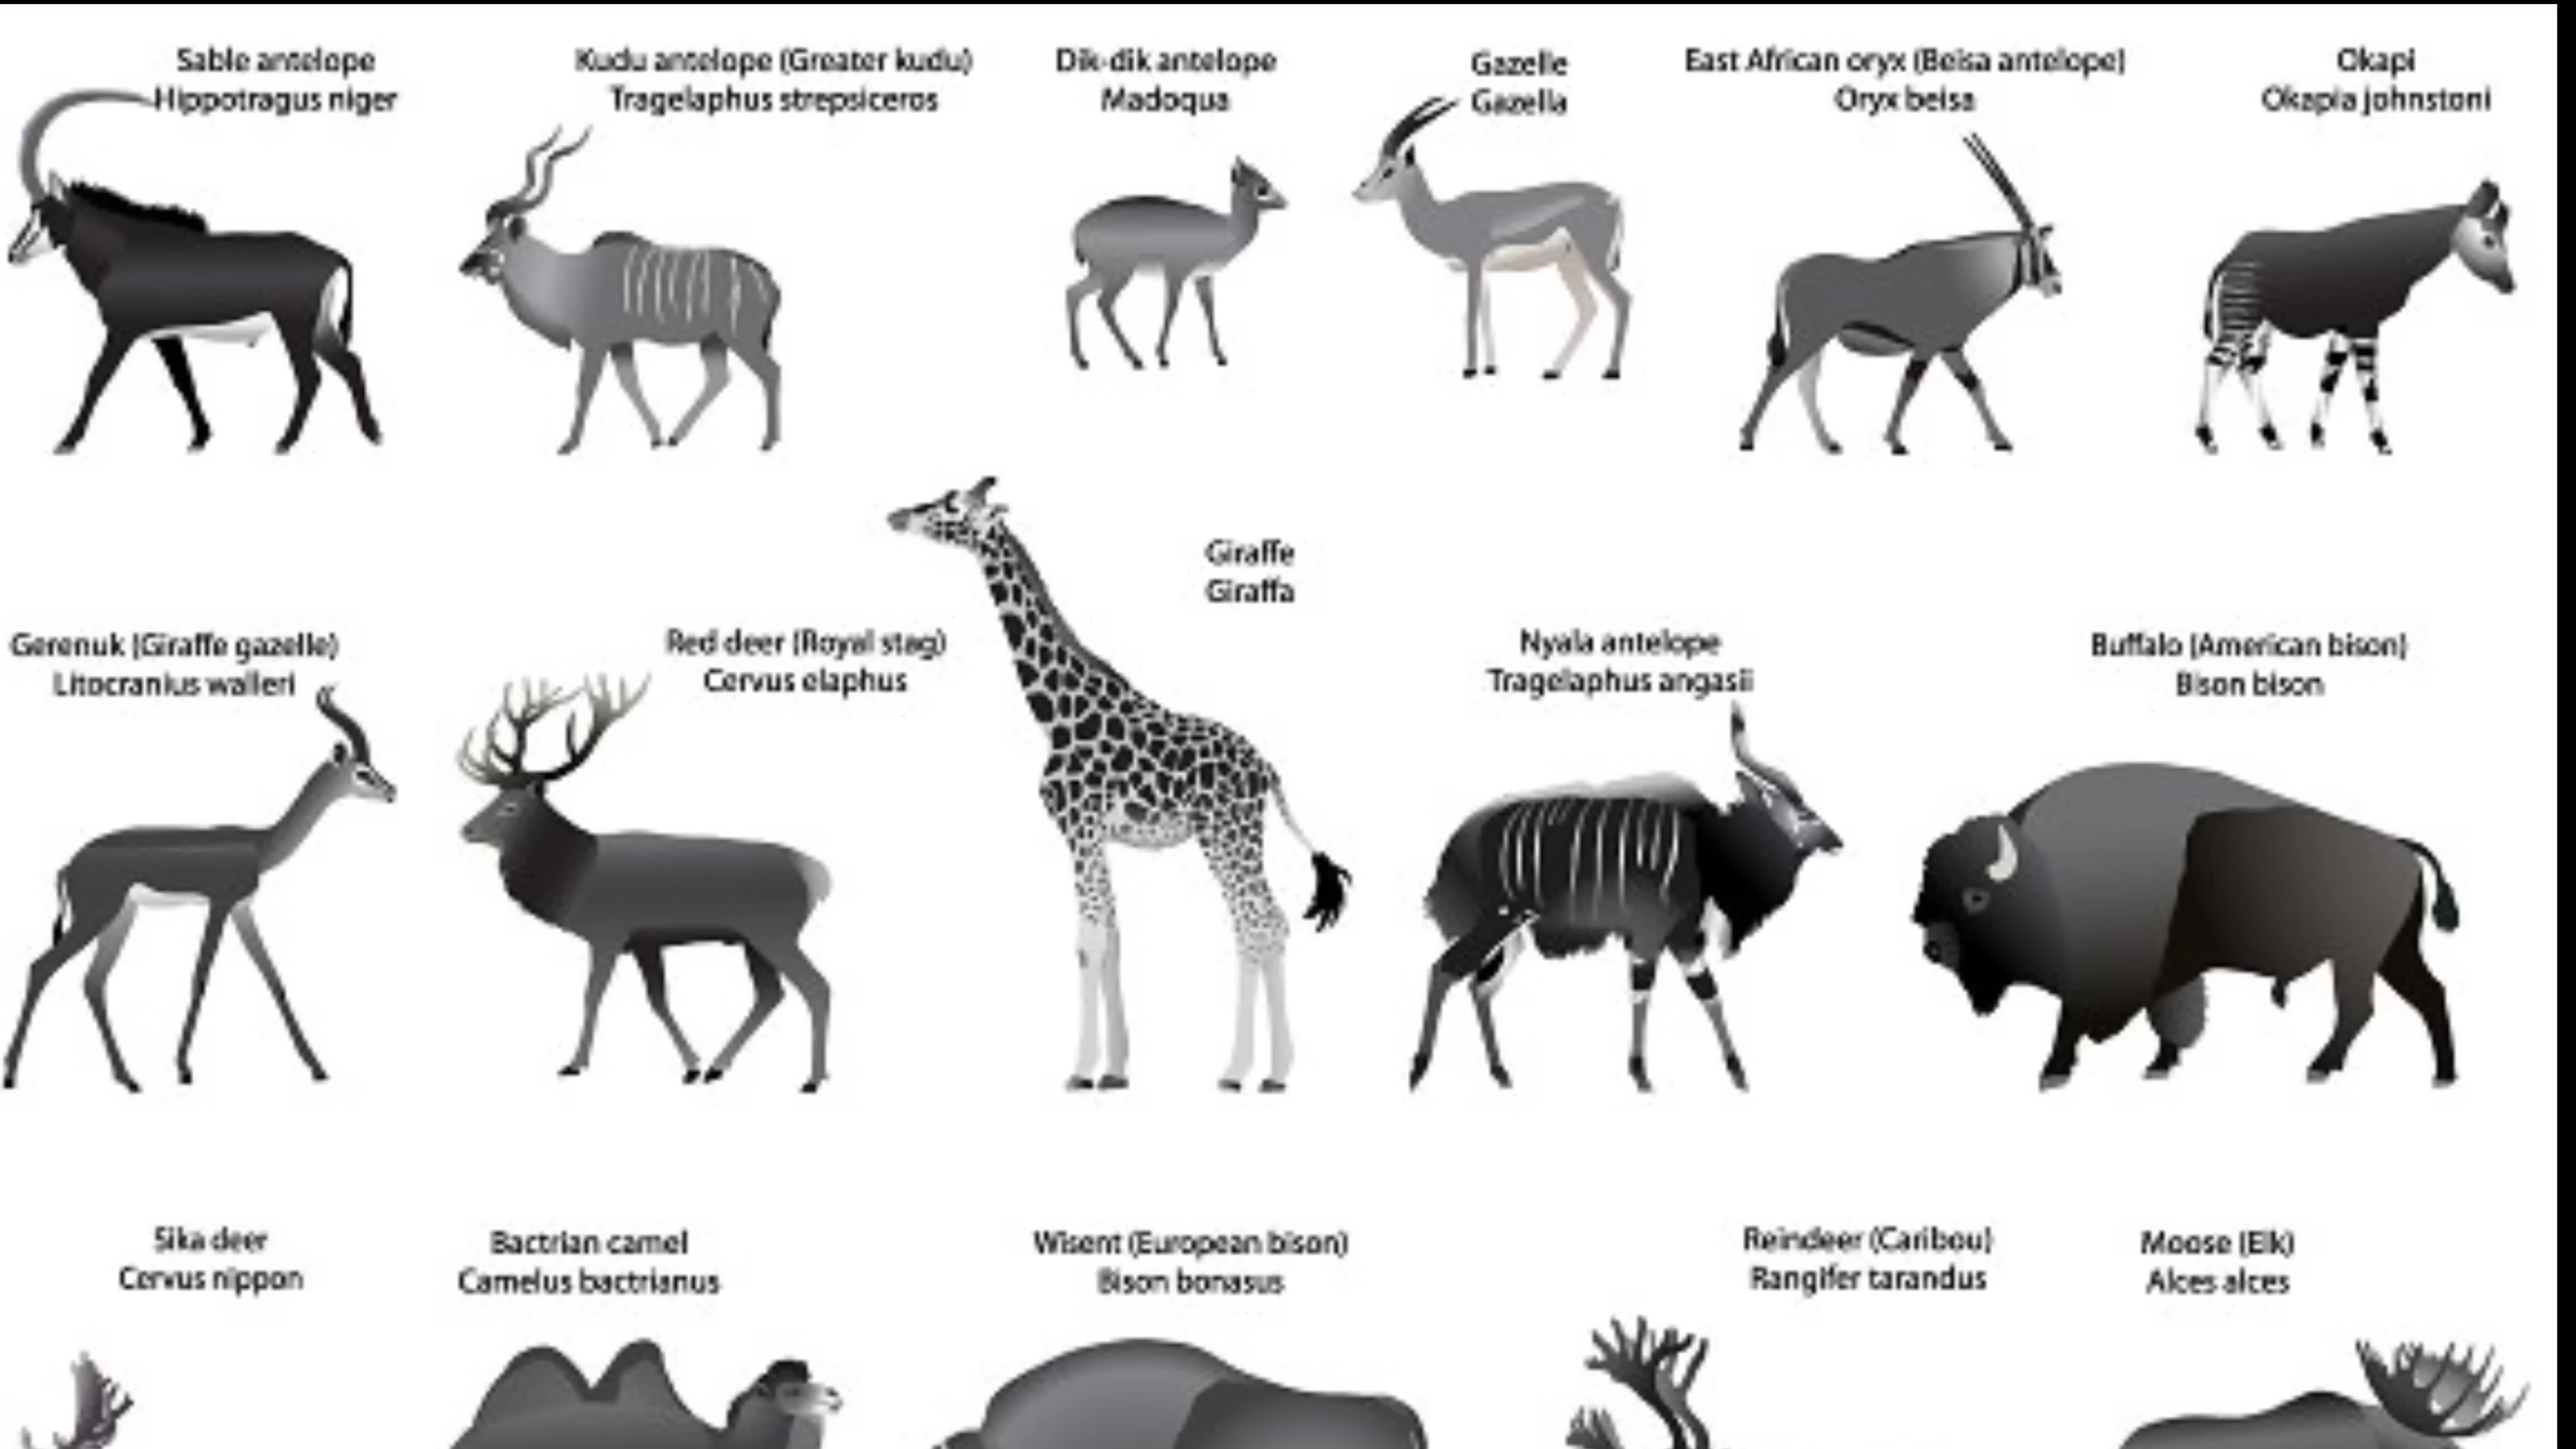 Sable antelope
Hippotragus niger
Kudu antelope (Greater kudu)
Tragelaphus strepsiceros
Dik-dik antelope
Madoqua
Gazelle
Gazella
East African oryx (Beisa antelope)
Oryx beisa
Okapi
Okapia johnstoni
Gerenuk (Giraffe gazelle)
Litocranius walleri
Red deer (Royal stag)
Cervus elaphus
Giraffe
Giraffa
Nyala antelope
Tragelaphus angasii
Buffalo (American bison)
Bison bison
Sika deer
Cervus nippon
Bactrian camel
Camelus bactrianus
Wisent (European bison)
Bison bonasus
Reindeer (Caribou)
Rangifer tarandus
Moose (Elk)
Alces alces